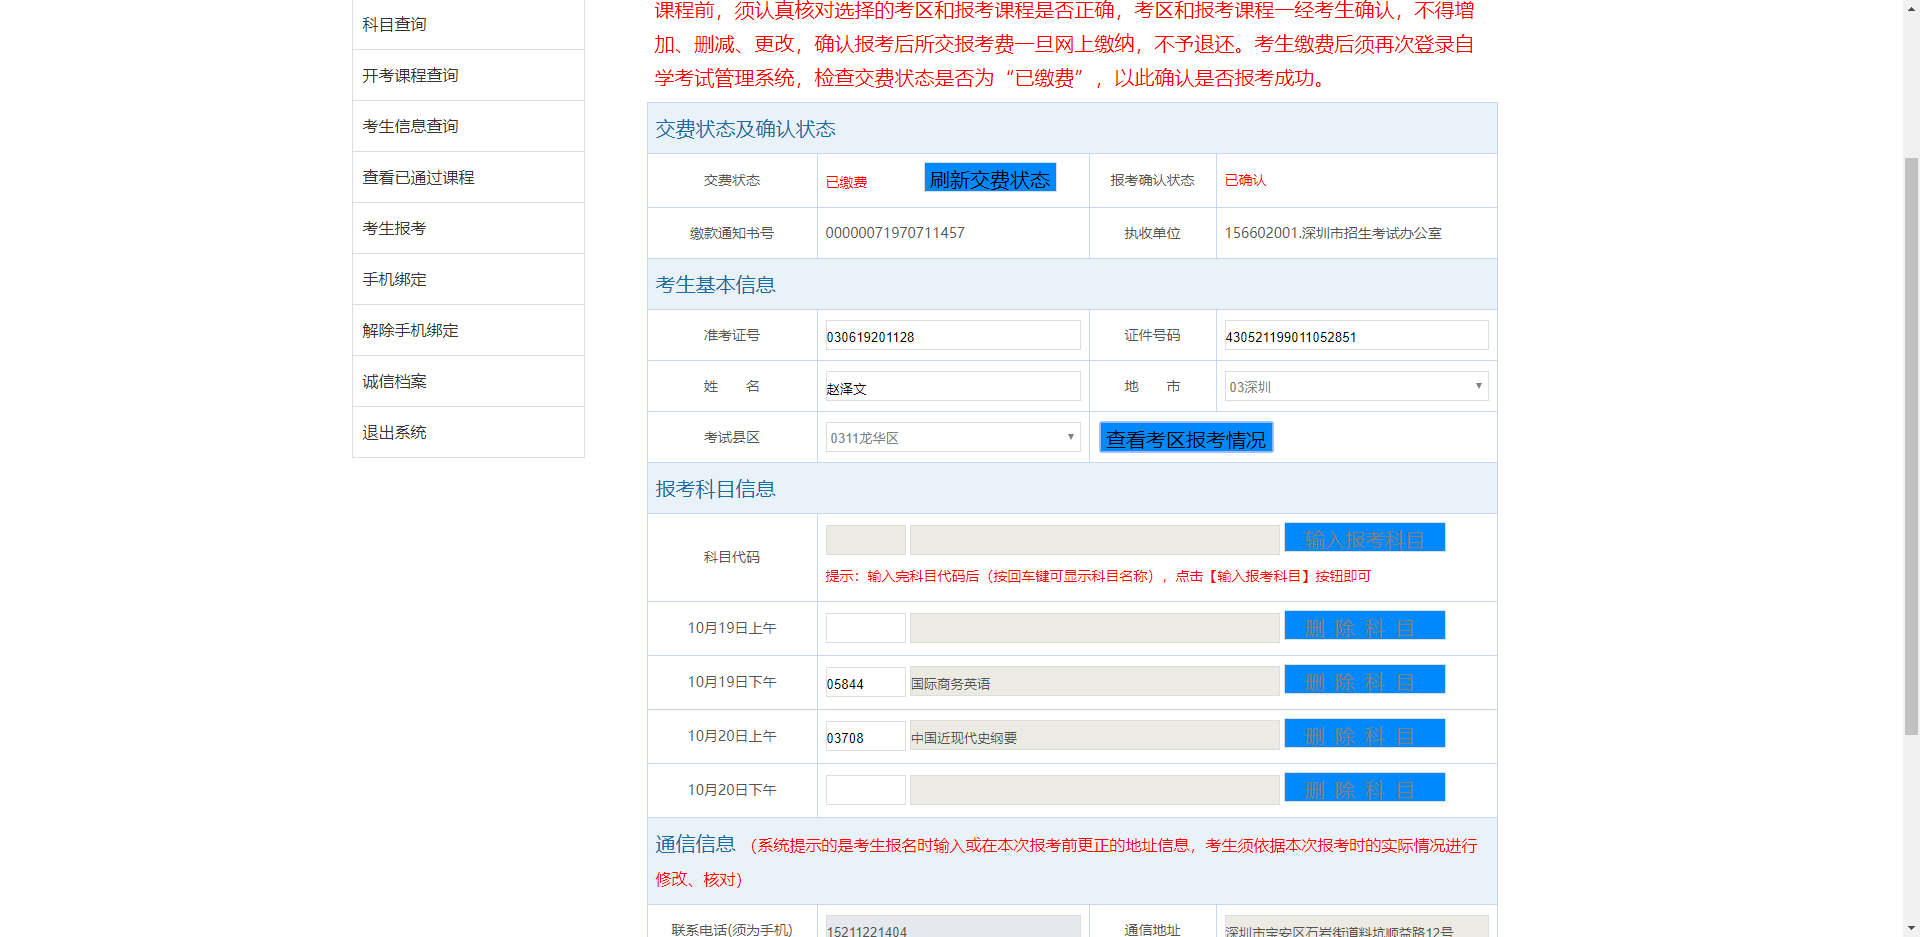 科目查询
开考课程查询
考生信息查询
查看已通过课程
考生报考
手机绑定
解除手机绑定
诚信档案
退出系统
课程前，须认真核对选择的考区和报考课程是否正确，考区和报考课程一经考生确认，不得增
加、删减、更改，确认报考后所交报考费一旦网上缴纳，不予退还。考生缴费后须再次登录自
学考试管理系统，检查交费状态是否为“已缴费”，以此确认是否报考成功。
交费状态及确认状态
交费状态 已缴费 刷新交费状态 报考确认状态 已确认
缴款通知书号 00000071970711457 执收单位 156602001.深圳市招生考试办公室
考生基本信息
准考证号 030619201128 证件号码 430521199011052851
姓 名 赵泽文 地 市 03深圳
考试县区 0311龙华区 查看考区报考情况
报考科目信息
科目代码 输入报考科目
提示：输入完科目代码后（按回车键可显示科目名称），点击【输入报考科目】按钮即可
10月19日上午 删 除 科 目
10月19日下午 05844 国际商务英语 删 除 科 目
10月20日上午 03708 中国近现代史纲要 删 除 科 目
10月20日下午 删 除 科 目
通信信息 （系统提示的是考生报名时输入或在本次报考前更正的地址信息，考生须依据本次报考时的实际情况进行
修改、核对）
联系电话(须为手机) 15211221404 通信地址 深圳市宝安区石岩街道料坑顺益路12号